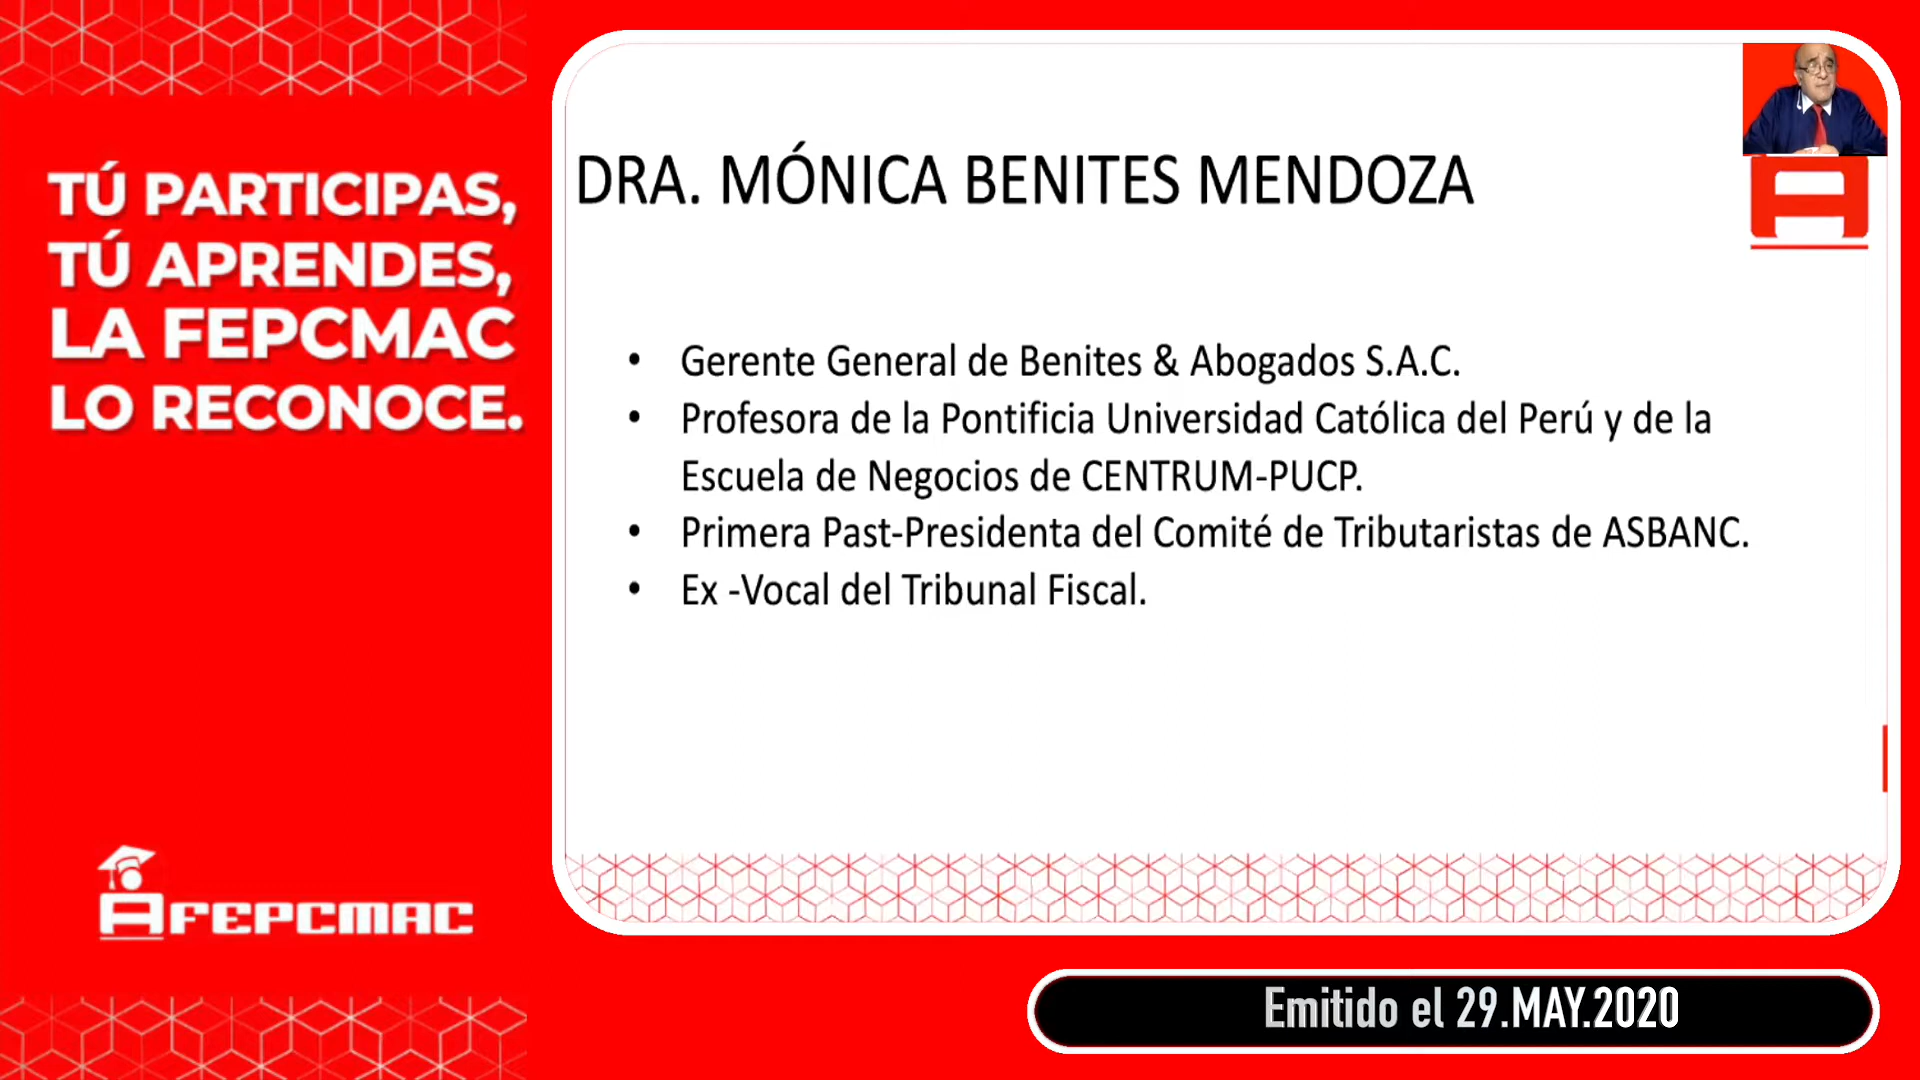 TÚ PARTICIPAS,
TÚ APRENDES,
LA FEPCMAC
LO RECONOCE.
FEPCMAC
DRA. MÓNICA BENITES MENDOZA
• Gerente General de Benites & Abogados S.A.C.
• Profesora de la Pontificia Universidad Católica del Perú y de la
Escuela de Negocios de CENTRUM-PUCP.
• Primera Past-Presidenta del Comité de Tributaristas de ASBANC.
• Ex -Vocal del Tribunal Fiscal.
Emitido el 29.MAY.2020